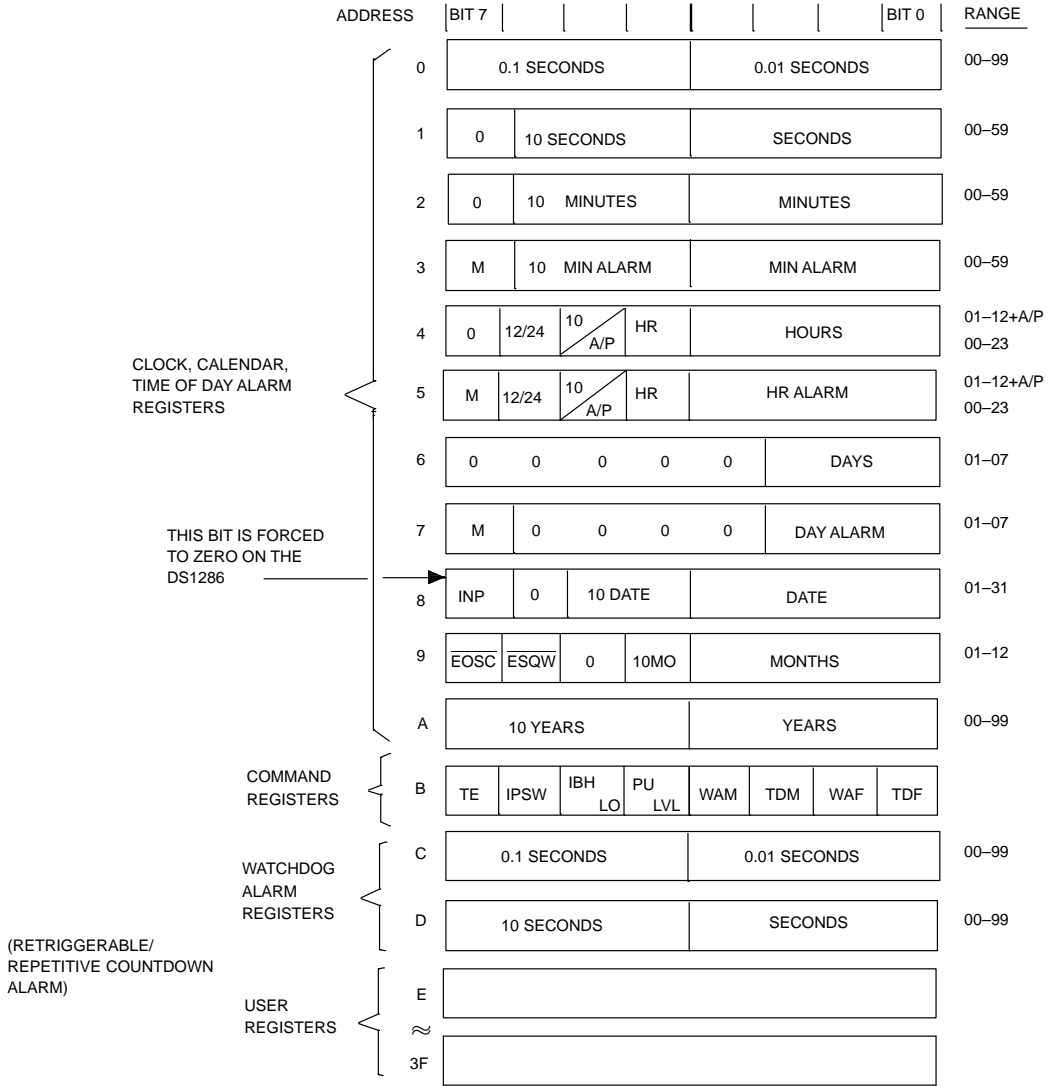 ADDRESS BIT 7 BIT 0 RANGE
0 0.1 SECONDS 0.01 SECONDS 00–99
1 0 10 SECONDS SECONDS 00–59
2 0 10 MINUTES MINUTES 00–59
3 M 10 MIN ALARM MIN ALARM 00–59
4 0 12/24 10 A/P HR HOURS 01–12+A/P
00–23
CLOCK, CALENDAR,
TIME OF DAY ALARM
REGISTERS
5 M 12/24 10 A/P HR HR ALARM 01–12+A/P
00–23
6 0 0 0 0 0 DAYS 01–07
7 M 0 0 0 0 DAY ALARM 01–07
THIS BIT IS FORCED
TO ZERO ON THE
DS1286
8 INP 0 10 DATE DATE 01–31
9 EOSC ESQW 0 10MO MONTHS 01–12
A 10 YEARS YEARS 00–99
COMMAND
REGISTERS
B TE IPSW IBH LO PU LVL WAM TDM WAF TDF
C 0.1 SECONDS 0.01 SECONDS 00–99
WATCHDOG
ALARM
REGISTERS
D 10 SECONDS SECONDS 00–99
(RETRIGGERABLE/
REPETITIVE COUNTDOWN
ALARM)
E
USER
REGISTERS
≈
3F